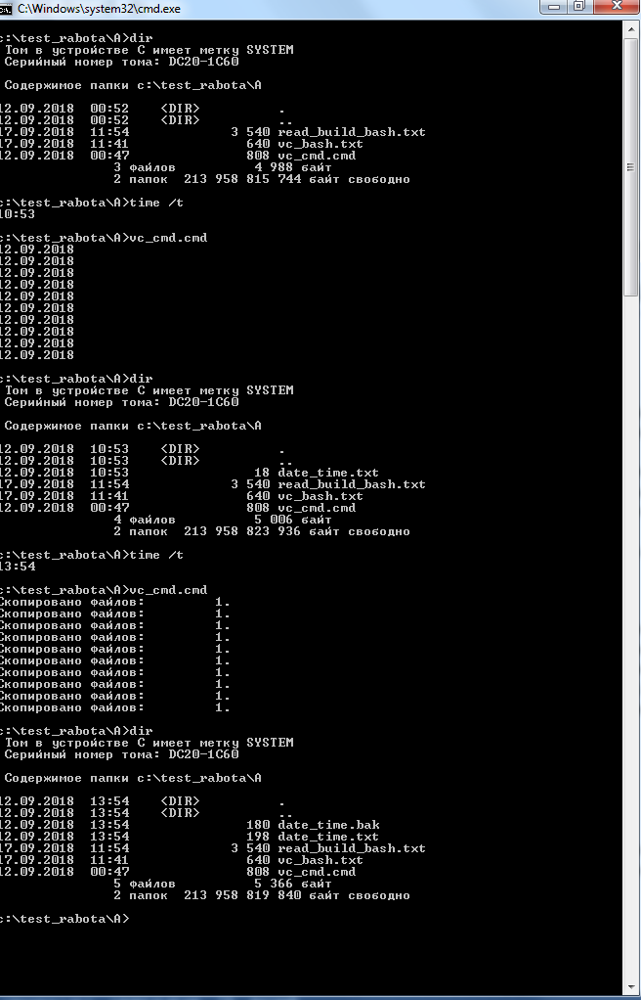 C:\Windows\system32\cmd.exe
c:\test_rabota\A>dir
Том в устройстве C имеет метку SYSTEM
Серийный номер тома: DC20-1C60
Содержимое папки c:\test_rabota\A
12.09.2018  00:52    <DIR>          .
12.09.2018  00:52    <DIR>          ..
17.09.2018  11:54             3 540 read_build_bash.txt
17.09.2018  11:41               640 vc_bash.txt
12.09.2018  00:47               808 vc_cmd.cmd
3 файлов          4 988 байт
2 папок  213 958 815 744 байт свободно
c:\test_rabota\A>time /t
10:53
c:\test_rabota\A>vc_cmd.cmd
12.09.2018
12.09.2018
12.09.2018
12.09.2018
12.09.2018
12.09.2018
12.09.2018
12.09.2018
12.09.2018
12.09.2018
c:\test_rabota\A>dir
Том в устройстве C имеет метку SYSTEM
Серийный номер тома: DC20-1C60
Содержимое папки c:\test_rabota\A
12.09.2018  10:53    <DIR>          .
12.09.2018  10:53    <DIR>          ..
12.09.2018  10:53                18 date_time.txt
17.09.2018  11:54             3 540 read_build_bash.txt
17.09.2018  11:41               640 vc_bash.txt
12.09.2018  00:47               808 vc_cmd.cmd
4 файлов          5 006 байт
2 папок  213 958 823 936 байт свободно
c:\test_rabota\A>time /t
13:54
c:\test_rabota\A>vc_cmd.cmd
Скопировано файлов:         1.
Скопировано файлов:         1.
Скопировано файлов:         1.
Скопировано файлов:         1.
Скопировано файлов:         1.
Скопировано файлов:         1.
Скопировано файлов:         1.
Скопировано файлов:         1.
Скопировано файлов:         1.
Скопировано файлов:         1.
c:\test_rabota\A>dir
Том в устройстве C имеет метку SYSTEM
Серийный номер тома: DC20-1C60
Содержимое папки c:\test_rabota\A
12.09.2018  13:54    <DIR>          .
12.09.2018  13:54    <DIR>          ..
12.09.2018  13:54               180 date_time.bak
12.09.2018  13:54               198 date_time.txt
17.09.2018  11:54             3 540 read_build_bash.txt
17.09.2018  11:41               640 vc_bash.txt
12.09.2018  00:47               808 vc_cmd.cmd
5 файлов          5 366 байт
2 папок  213 958 819 840 байт свободно
c:\test_rabota\A>